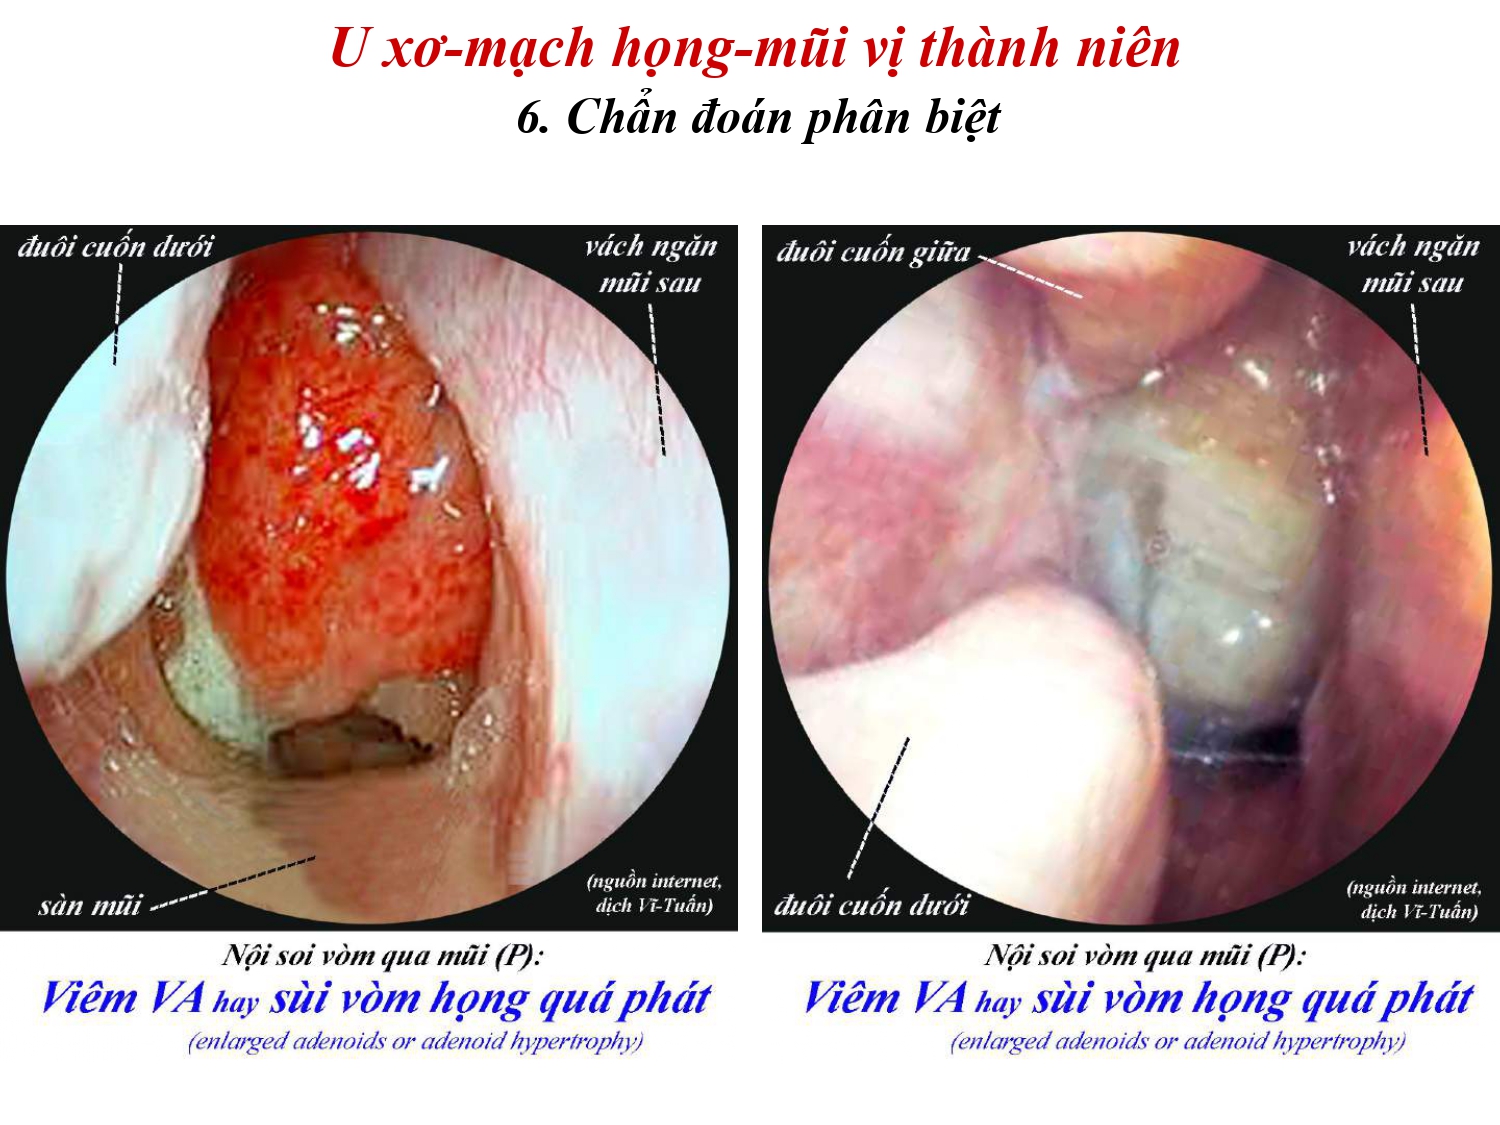 U xơ-mạch họng-mũi vị thành niên
6. Chẩn đoán phân biệt
đuôi cuốn dưới
vách ngăn
mũi sau
sàn mũi
(nguồn internet,
dịch Vĩ-Tuấn)
Nội soi vòm qua mũi (P):
Viêm VA hay sùi vòm họng quá phát
(enlarged adenoids or adenoid hypertrophy)
đuôi cuốn giữa
vách ngăn
mũi sau
đuôi cuốn dưới
(nguồn internet,
dịch Vĩ-Tuấn)
Nội soi vòm qua mũi (P):
Viêm VA hay sùi vòm họng quá phát
(enlarged adenoids or adenoid hypertrophy)